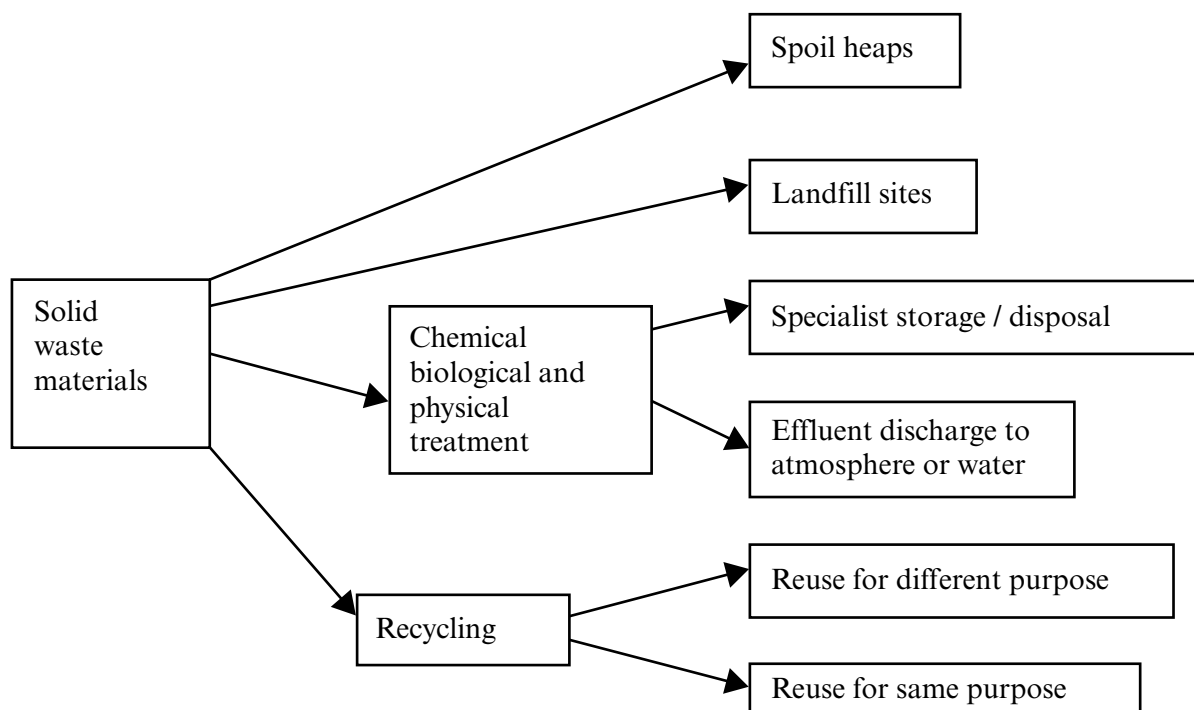 Spoil heaps
Landfill sites
Solid
waste
materials
Chemical
biological and
physical
treatment
Specialist storage / disposal
Effluent discharge to
atmosphere or water
Recycling
Reuse for different purpose
Reuse for same purpose